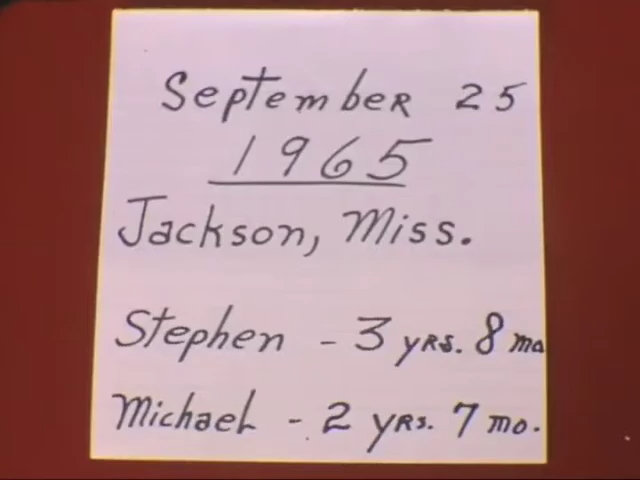 September 25
1965
Jackson, Miss.
Stephen - 3 yrs. 8 mo
Michael - 2 yrs. 7 mo.